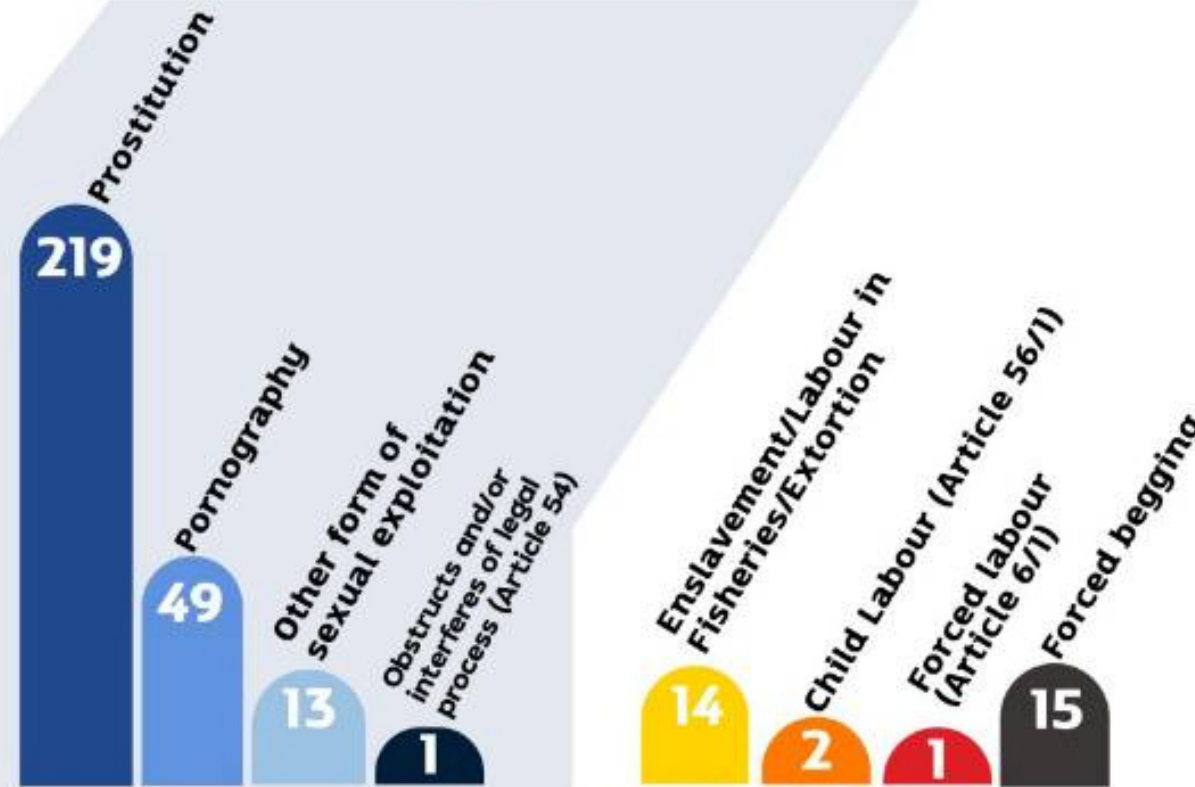 Prostitution
219
Pornography
49
Other form of
sexual exploitation
13
Obstructs and/or
interferes of legal
process (Article 54)
1
Enslavement/Labour in
Fisheries/Extortion
14
Child Labour (Article 56/1)
2
Forced labour
(Article 6/1)
1
Forced begging
15